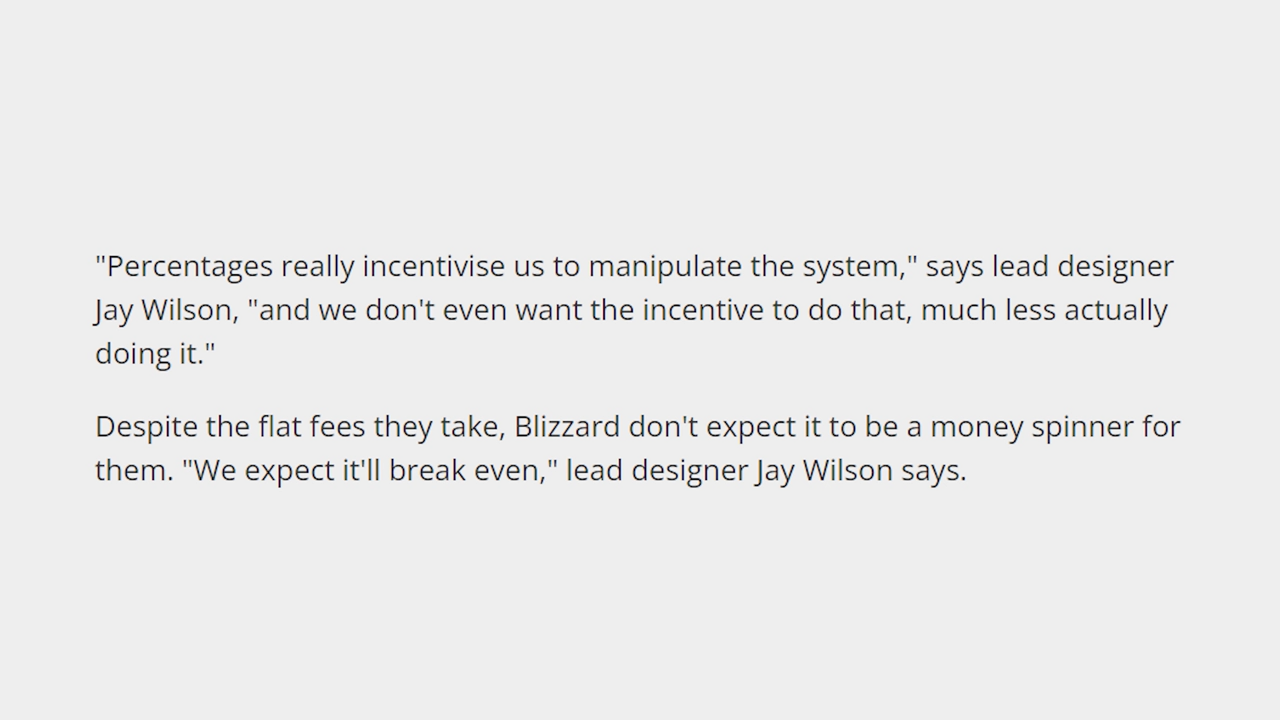 "Percentages really incentivise us to manipulate the system," says lead designer
Jay Wilson, "and we don't even want the incentive to do that, much less actually
doing it."
Despite the flat fees they take, Blizzard don't expect it to be a money spinner for
them. "We expect it'll break even," lead designer Jay Wilson says.